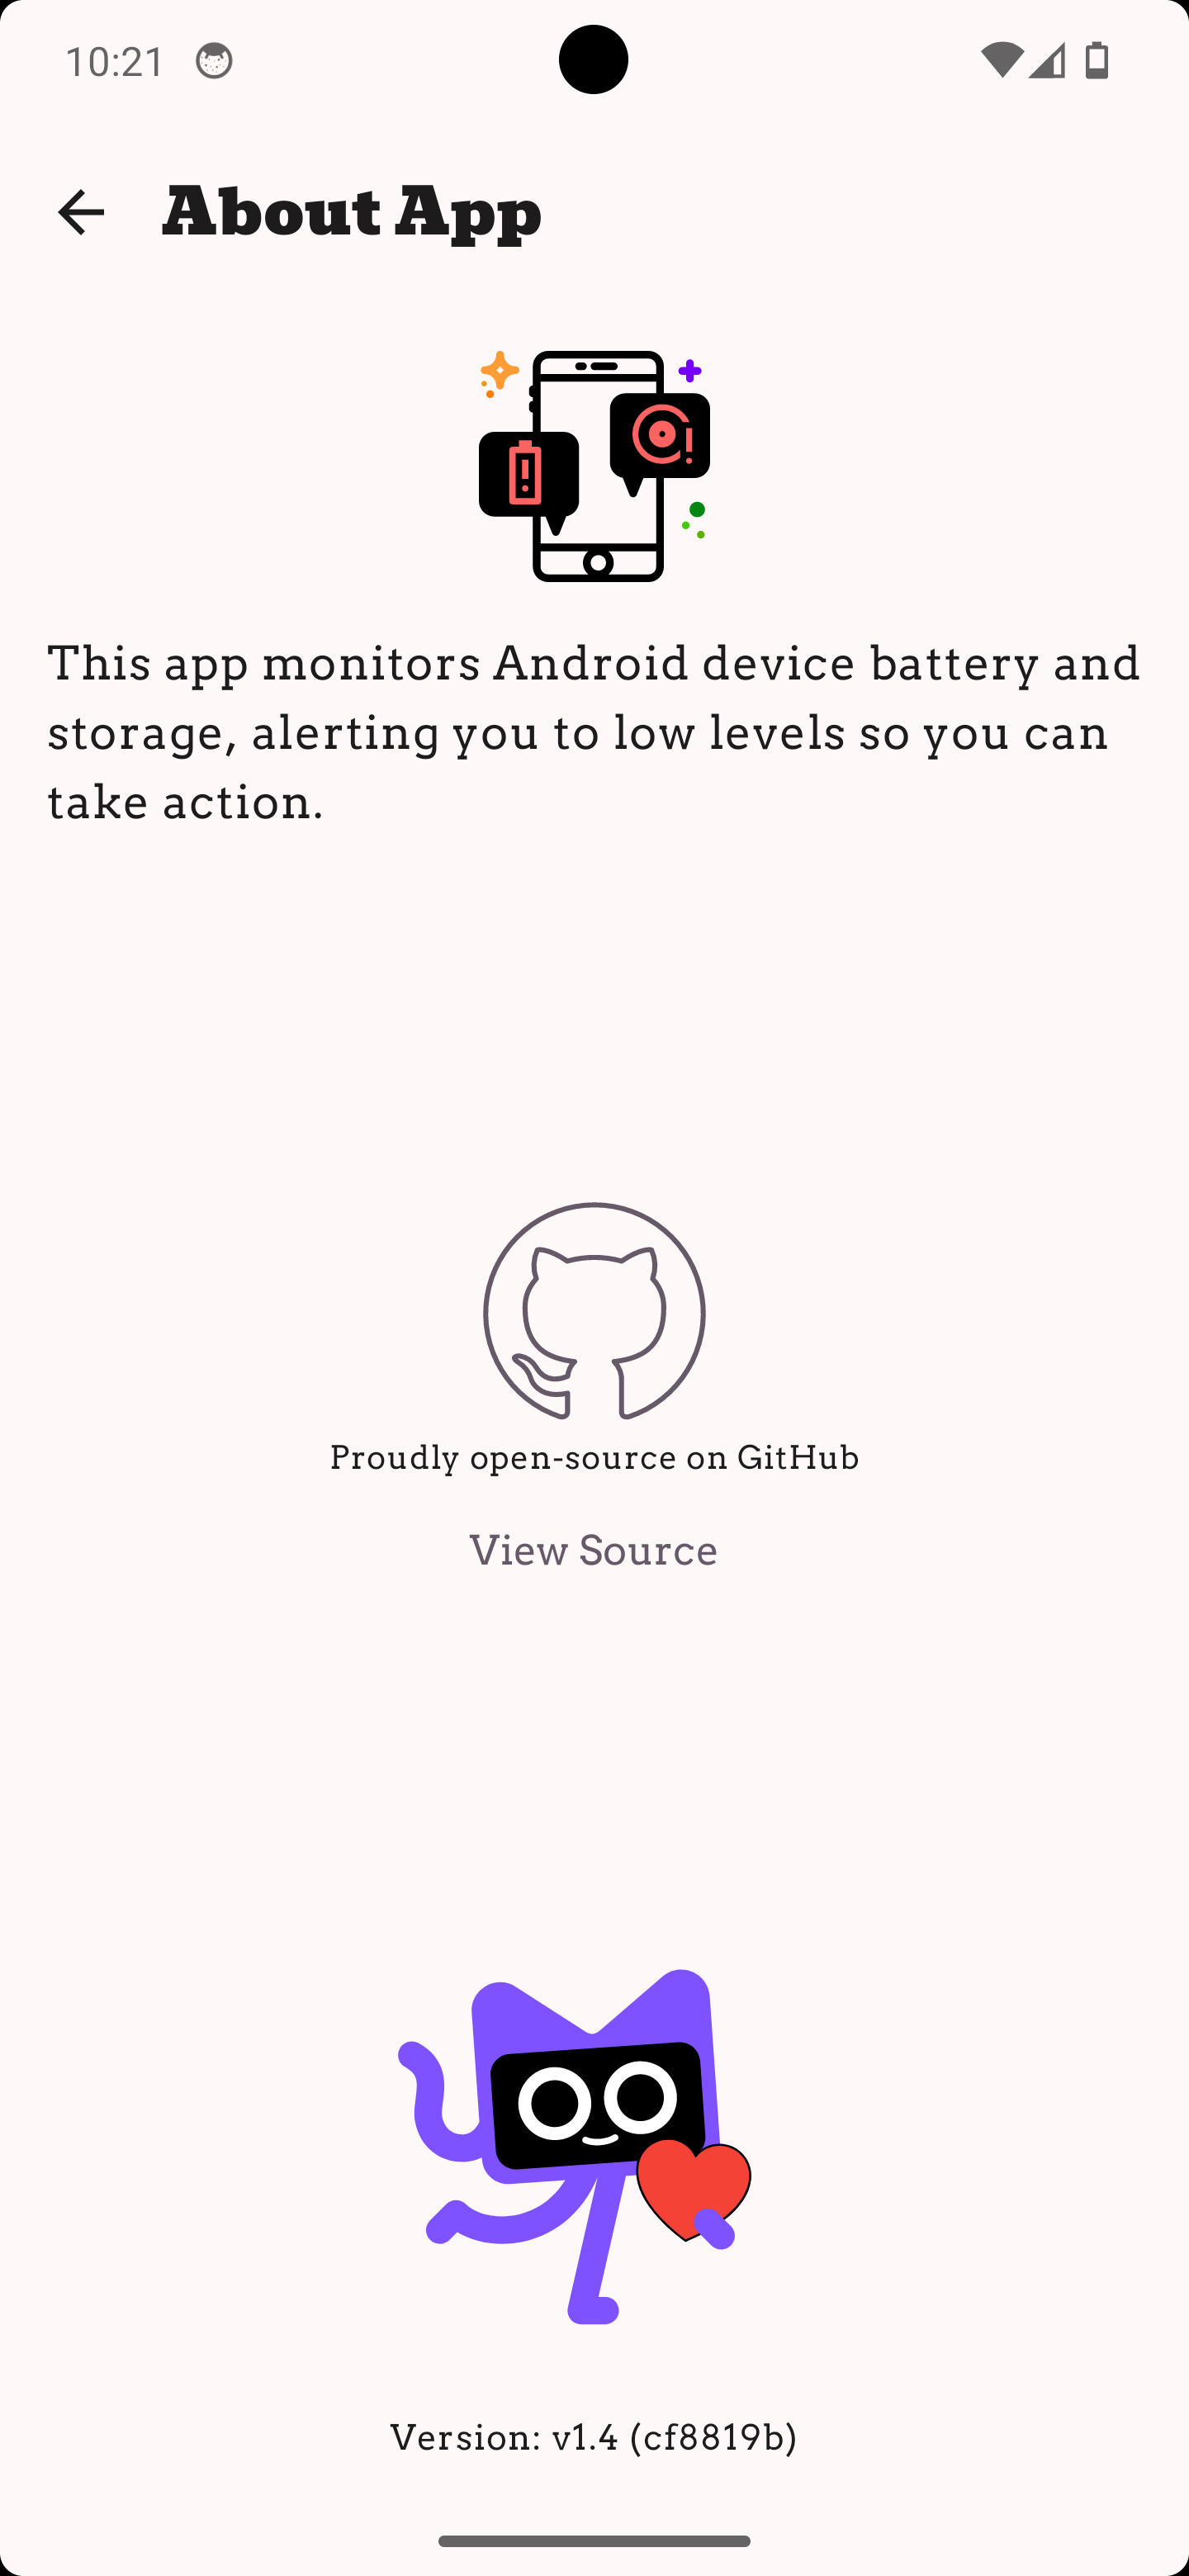 10:21
About App
This app monitors Android device battery and
storage, alerting you to low levels so you can
take action.
Proudly open-source on GitHub
View Source
Version: v1.4 (cf8819b)